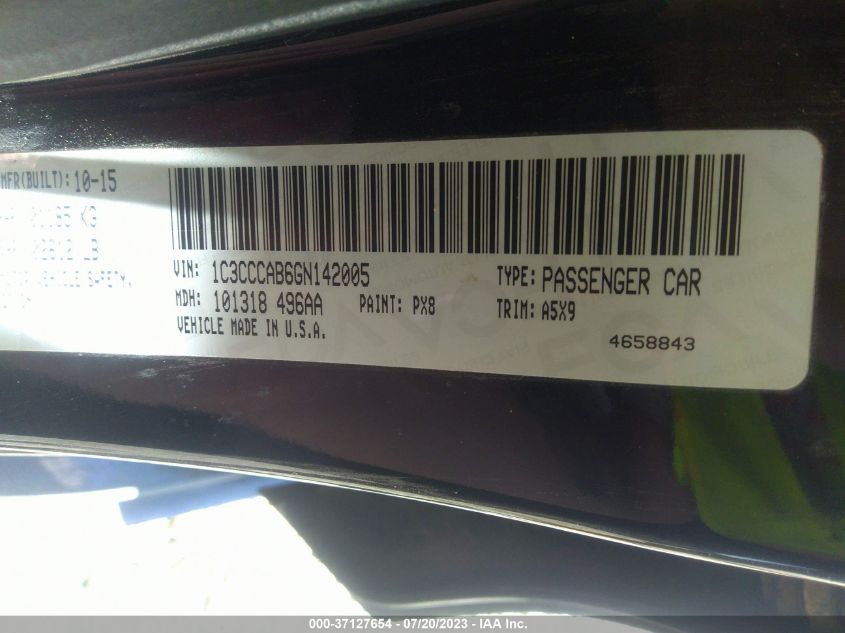 MFR(BUILT): 10-15
VIN: 1C3CCCAB6GN142005 TYPE: PASSENGER CAR
MDH: 101318 496AA PAINT: PX8 TRIM: A5X9
VEHICLE MADE IN U.S.A.
4658843
000-37127654 / 07/20/2023 - IAA Inc.